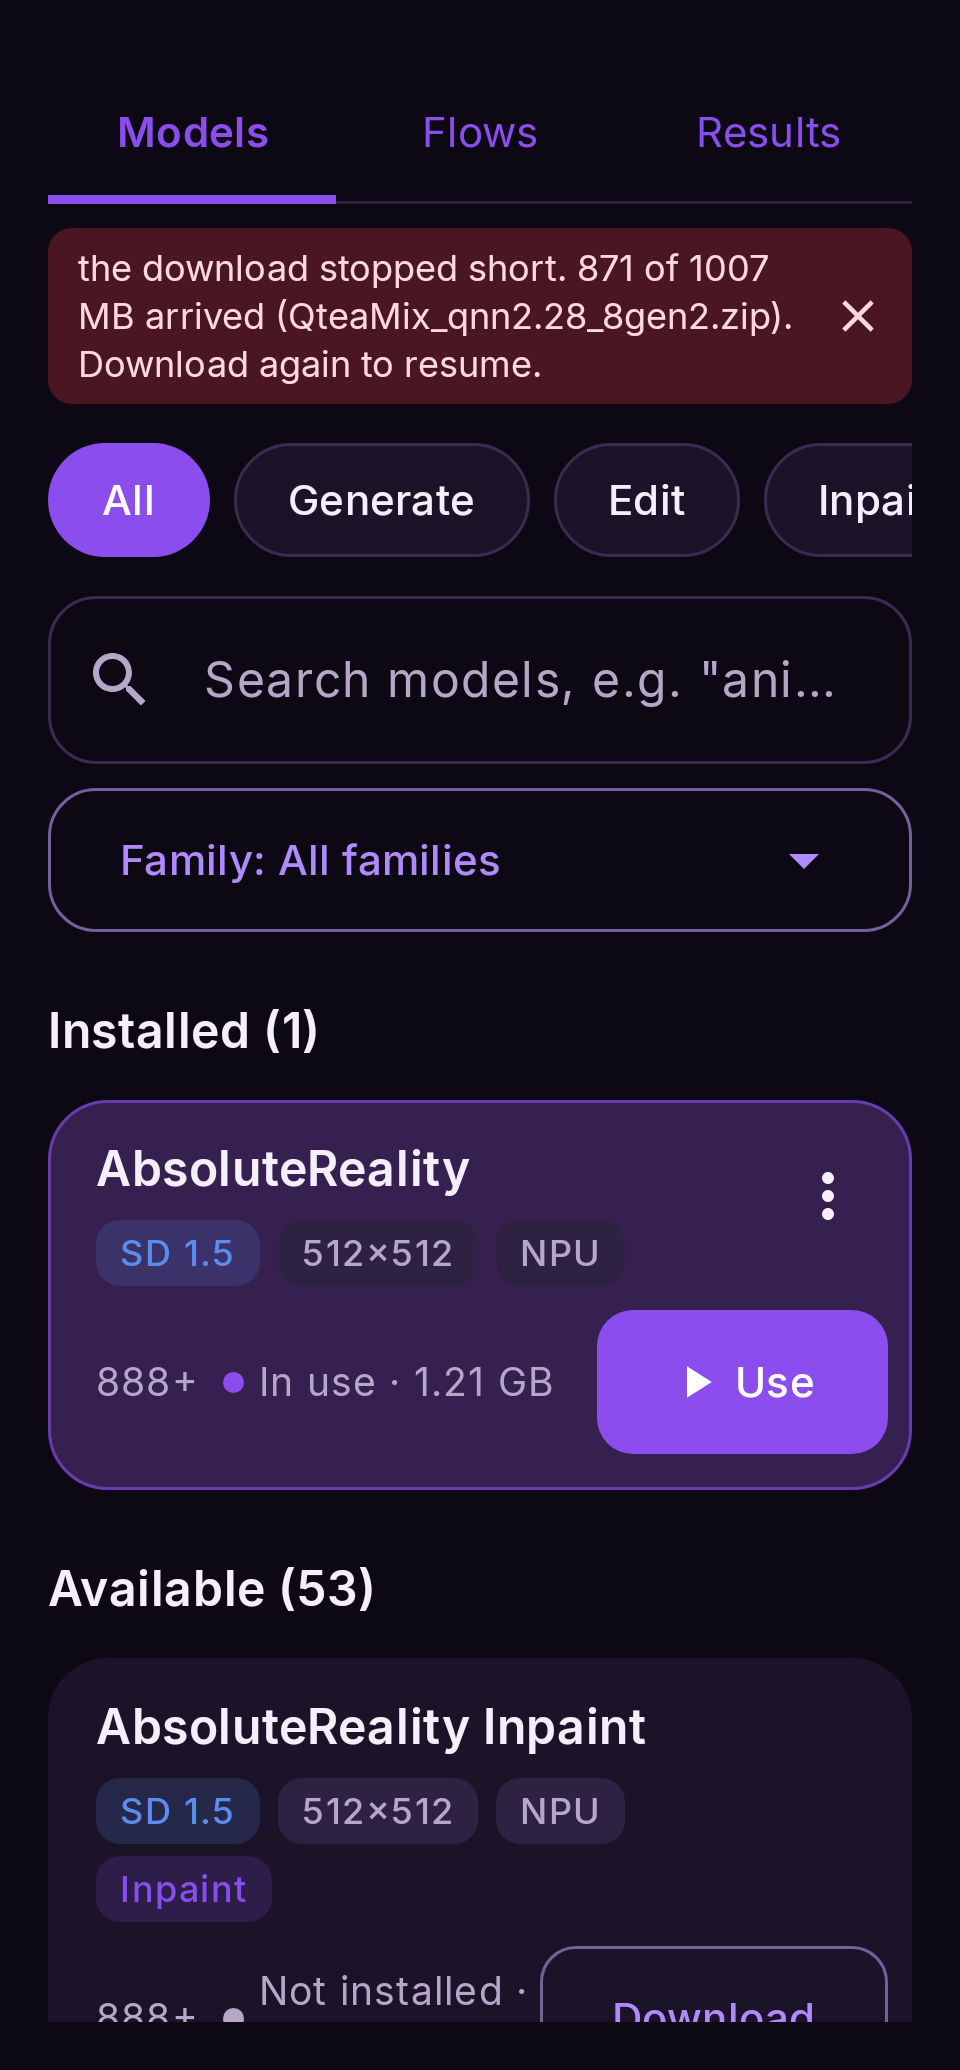 Models Flows Results
the download stopped short. 871 of 1007
MB arrived (QteaMix_qnn2.28_8gen2.zip).
Download again to resume.
All Generate Edit Inpai
Search models, e.g. "ani...
Family: All families
Installed (1)
AbsoluteReality
SD 1.5 512×512 NPU
888+ In use · 1.21 GB Use
Available (53)
AbsoluteReality Inpaint
SD 1.5 512×512 NPU
Inpaint
Not installed ·
888+ Download